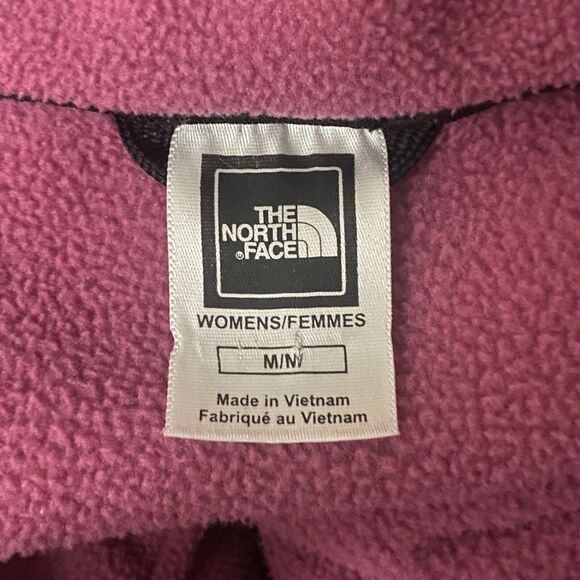 THE
NORTH
®FACE
WOMENS/FEMMES
M/M
Made in Vietnam
Fabriqué au Vietnam